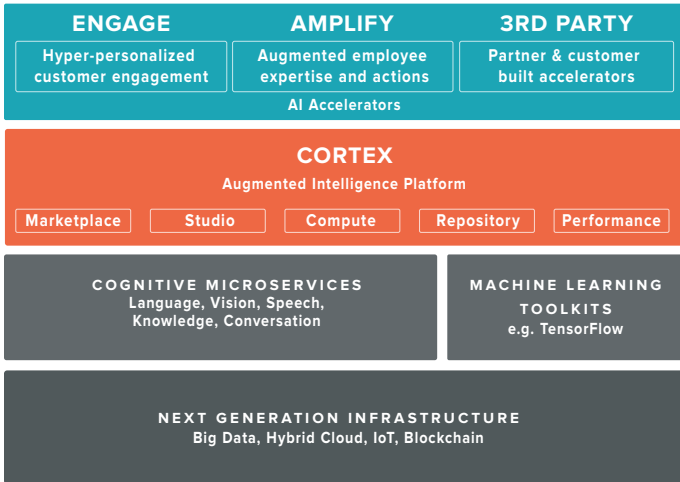 ENGAGE
Hyper-personalized
customer engagement
AMPLIFY
Augmented employee
expertise and actions
3RD PARTY
Partner & customer
built accelerators
AI Accelerators
CORTEX
Augmented Intelligence Platform
Marketplace
Studio
Compute
Repository
Performance
COGNITIVE MICROSERVICES
Language, Vision, Speech,
Knowledge, Conversation
MACHINE LEARNING
TOOLKITS
e.g. TensorFlow
NEXT GENERATION INFRASTRUCTURE
Big Data, Hybrid Cloud, IoT, Blockchain